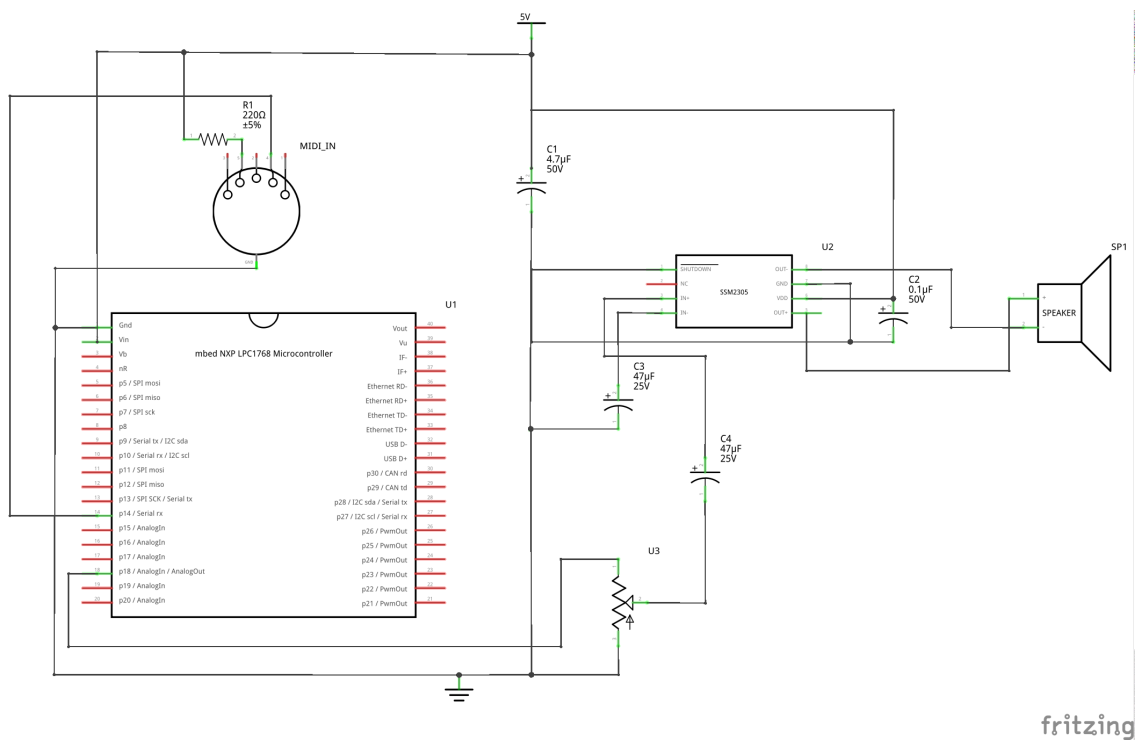 5V
R1
220Ω
±5%
MIDI_IN
C1
4.7µF
50V
U2
SHUTDOWN
NC
IN+
IN-
SSM2305
OUT-
GND
VDD
OUT+
C2
0.1µF
50V
SP1
SPEAKER
+
-
U1
mbed NXP LPC1768 Microcontroller
Gnd
Vin
Vb
nR
p5 / SPI mosi
p6 / SPI miso
p7 / SPI sck
p8
p9 / Serial tx / I2C sda
p10 / Serial rx / I2C scl
p11 / SPI mosi
p12 / SPI miso
p13 / SPI SCK / Serial tx
p14 / Serial rx
p15 / AnalogIn
p16 / AnalogIn
p17 / AnalogIn
p18 / AnalogIn / AnalogOut
p19 / AnalogIn
p20 / AnalogIn
Vout
Vu
IF-
IF+
Ethernet RD-
Ethernet RD+
Ethernet TD-
Ethernet TD+
USB D-
USB D+
p30 / CAN rd
p29 / CAN td
p28 / I2C sda / Serial tx
p27 / I2C scl / Serial rx
p26 / PwmOut
p25 / PwmOut
p24 / PwmOut
p23 / PwmOut
p22 / PwmOut
p21 / PwmOut
C3
47µF
25V
C4
47µF
25V
U3
fritzing